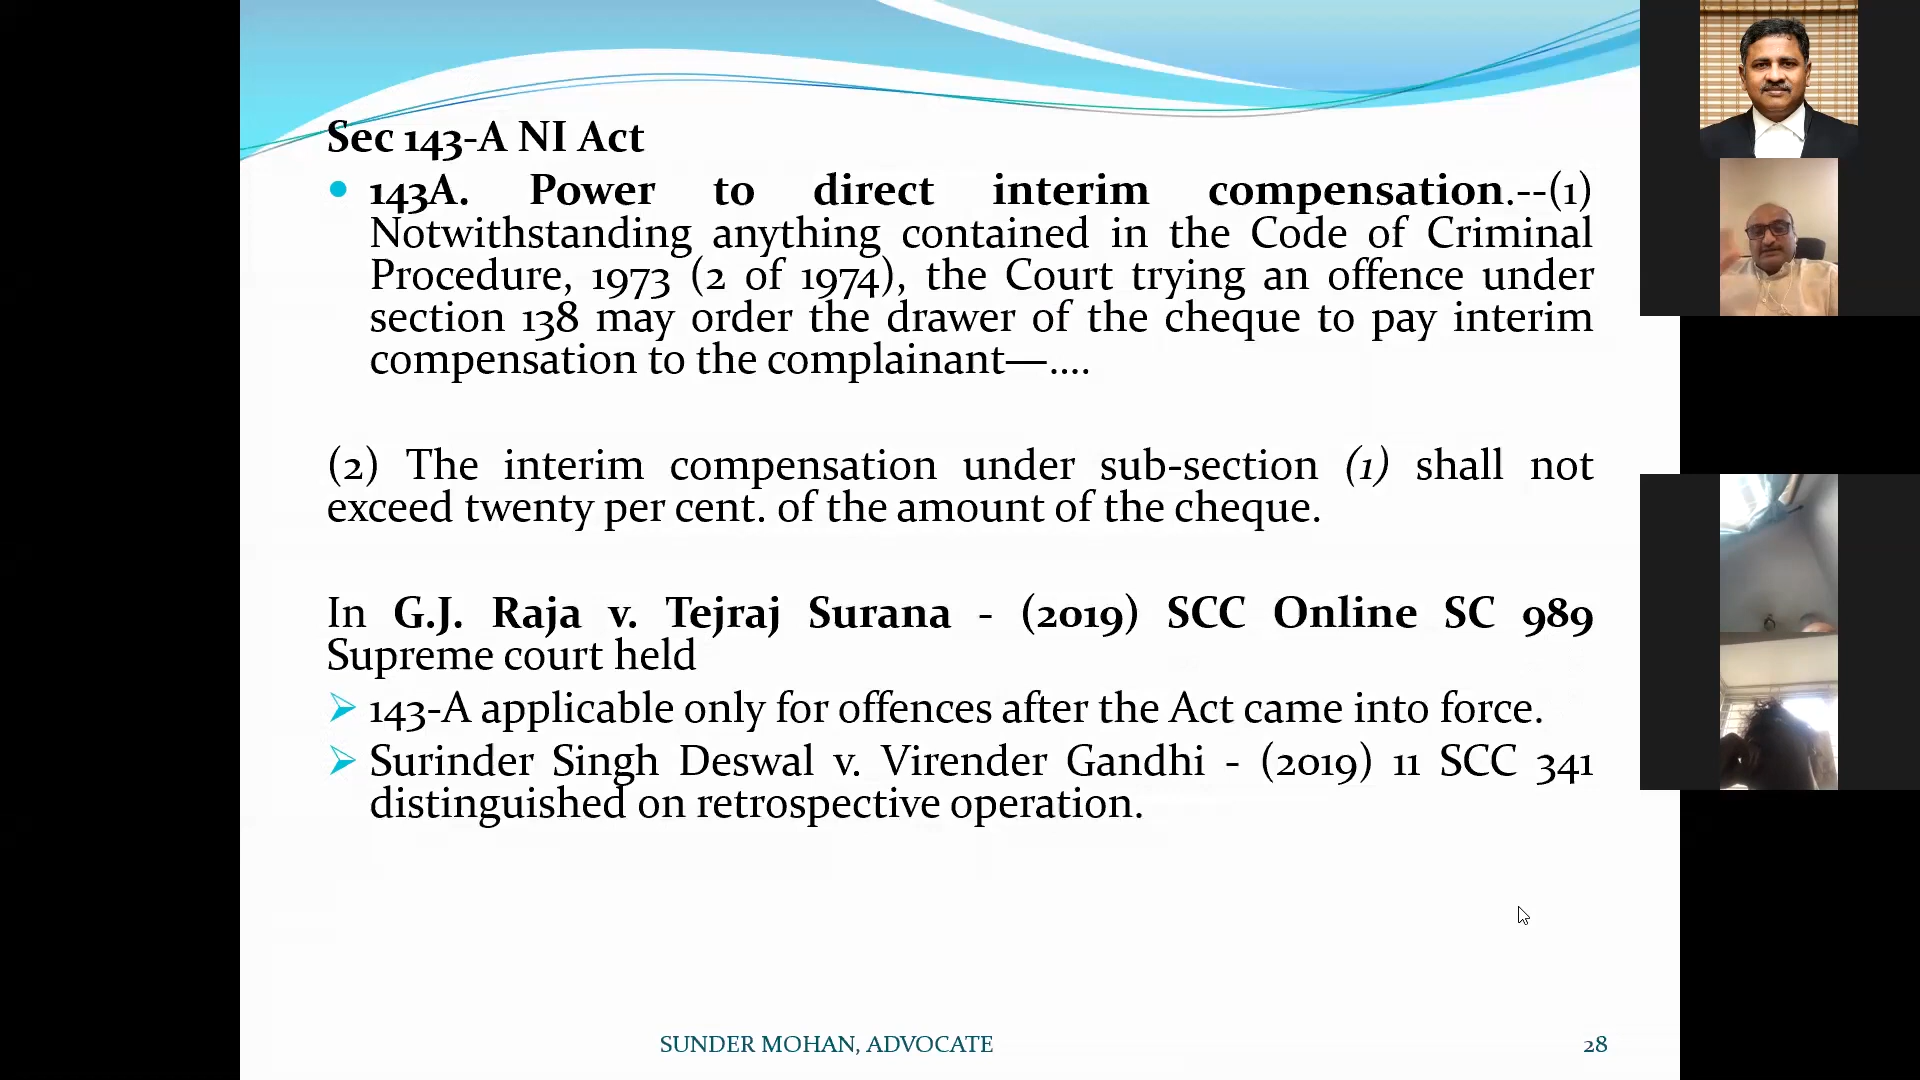 Sec 143-A NI Act
143A. Power to direct interim compensation.--(1)
Notwithstanding anything contained in the Code of Criminal
Procedure, 1973 (2 of 1974), the Court trying an offence under
section 138 may order the drawer of the cheque to pay interim
compensation to the complainant—....
(2) The interim compensation under sub-section (1) shall not
exceed twenty per cent. of the amount of the cheque.
In G.J. Raja v. Tejraj Surana - (2019) SCC Online SC 989
Supreme court held
143-A applicable only for offences after the Act came into force.
Surinder Singh Deswal v. Virender Gandhi - (2019) 11 SCC 341
distinguished on retrospective operation.
SUNDER MOHAN, ADVOCATE
28